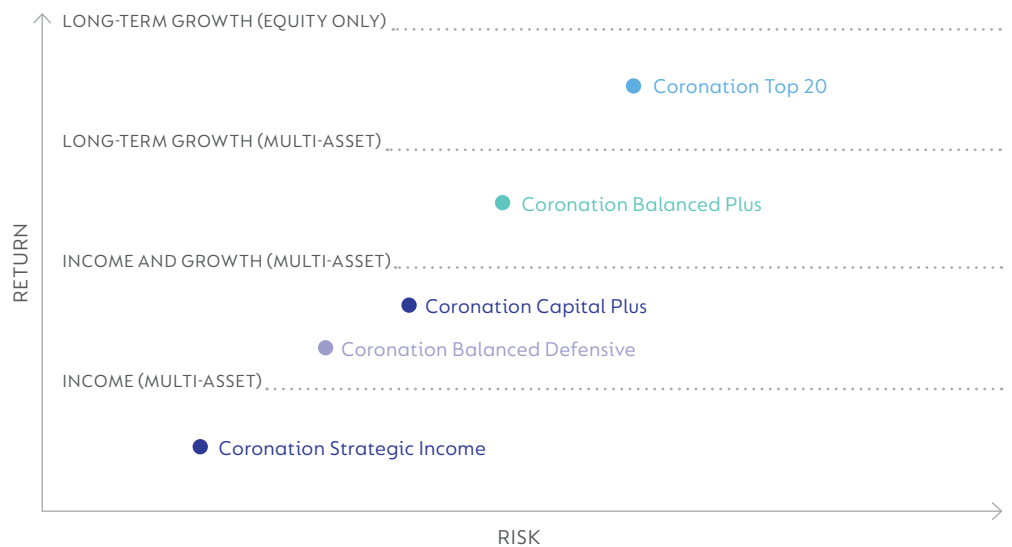 LONG-TERM GROWTH (EQUITY ONLY)
Coronation Top 20
LONG-TERM GROWTH (MULTI-ASSET)
Coronation Balanced Plus
INCOME AND GROWTH (MULTI-ASSET)
Coronation Capital Plus
Coronation Balanced Defensive
INCOME (MULTI-ASSET)
Coronation Strategic Income
RETURN
RISK